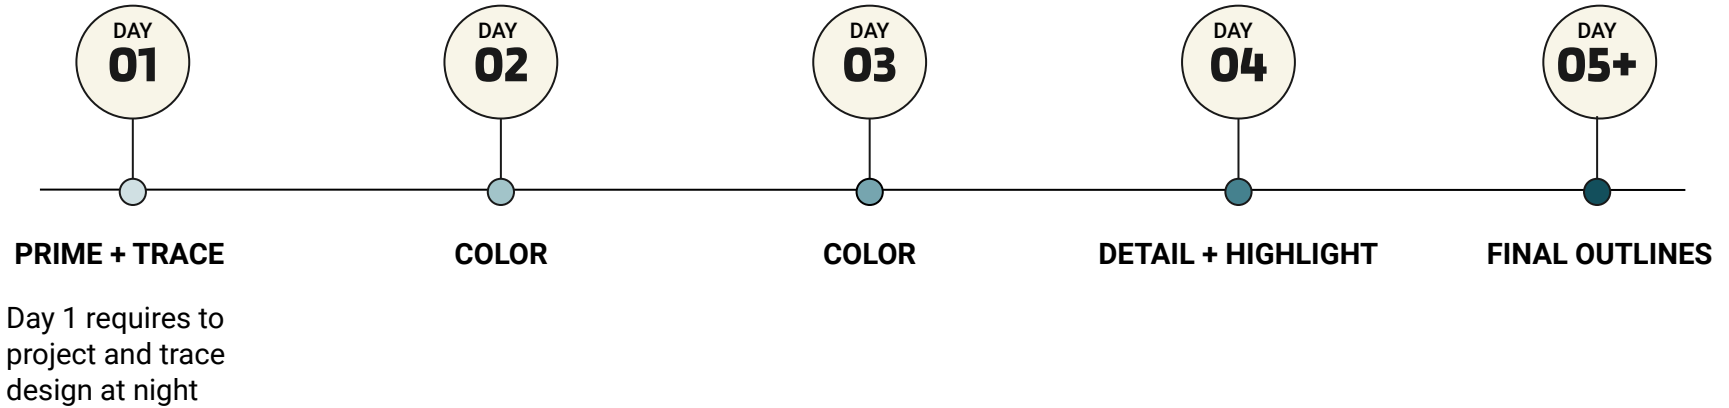 DAY
01
DAY
02
DAY
03
DAY
04
DAY
05+
PRIME + TRACE
COLOR
COLOR
DETAIL + HIGHLIGHT
FINAL OUTLINES
Day 1 requires to
project and trace
design at night